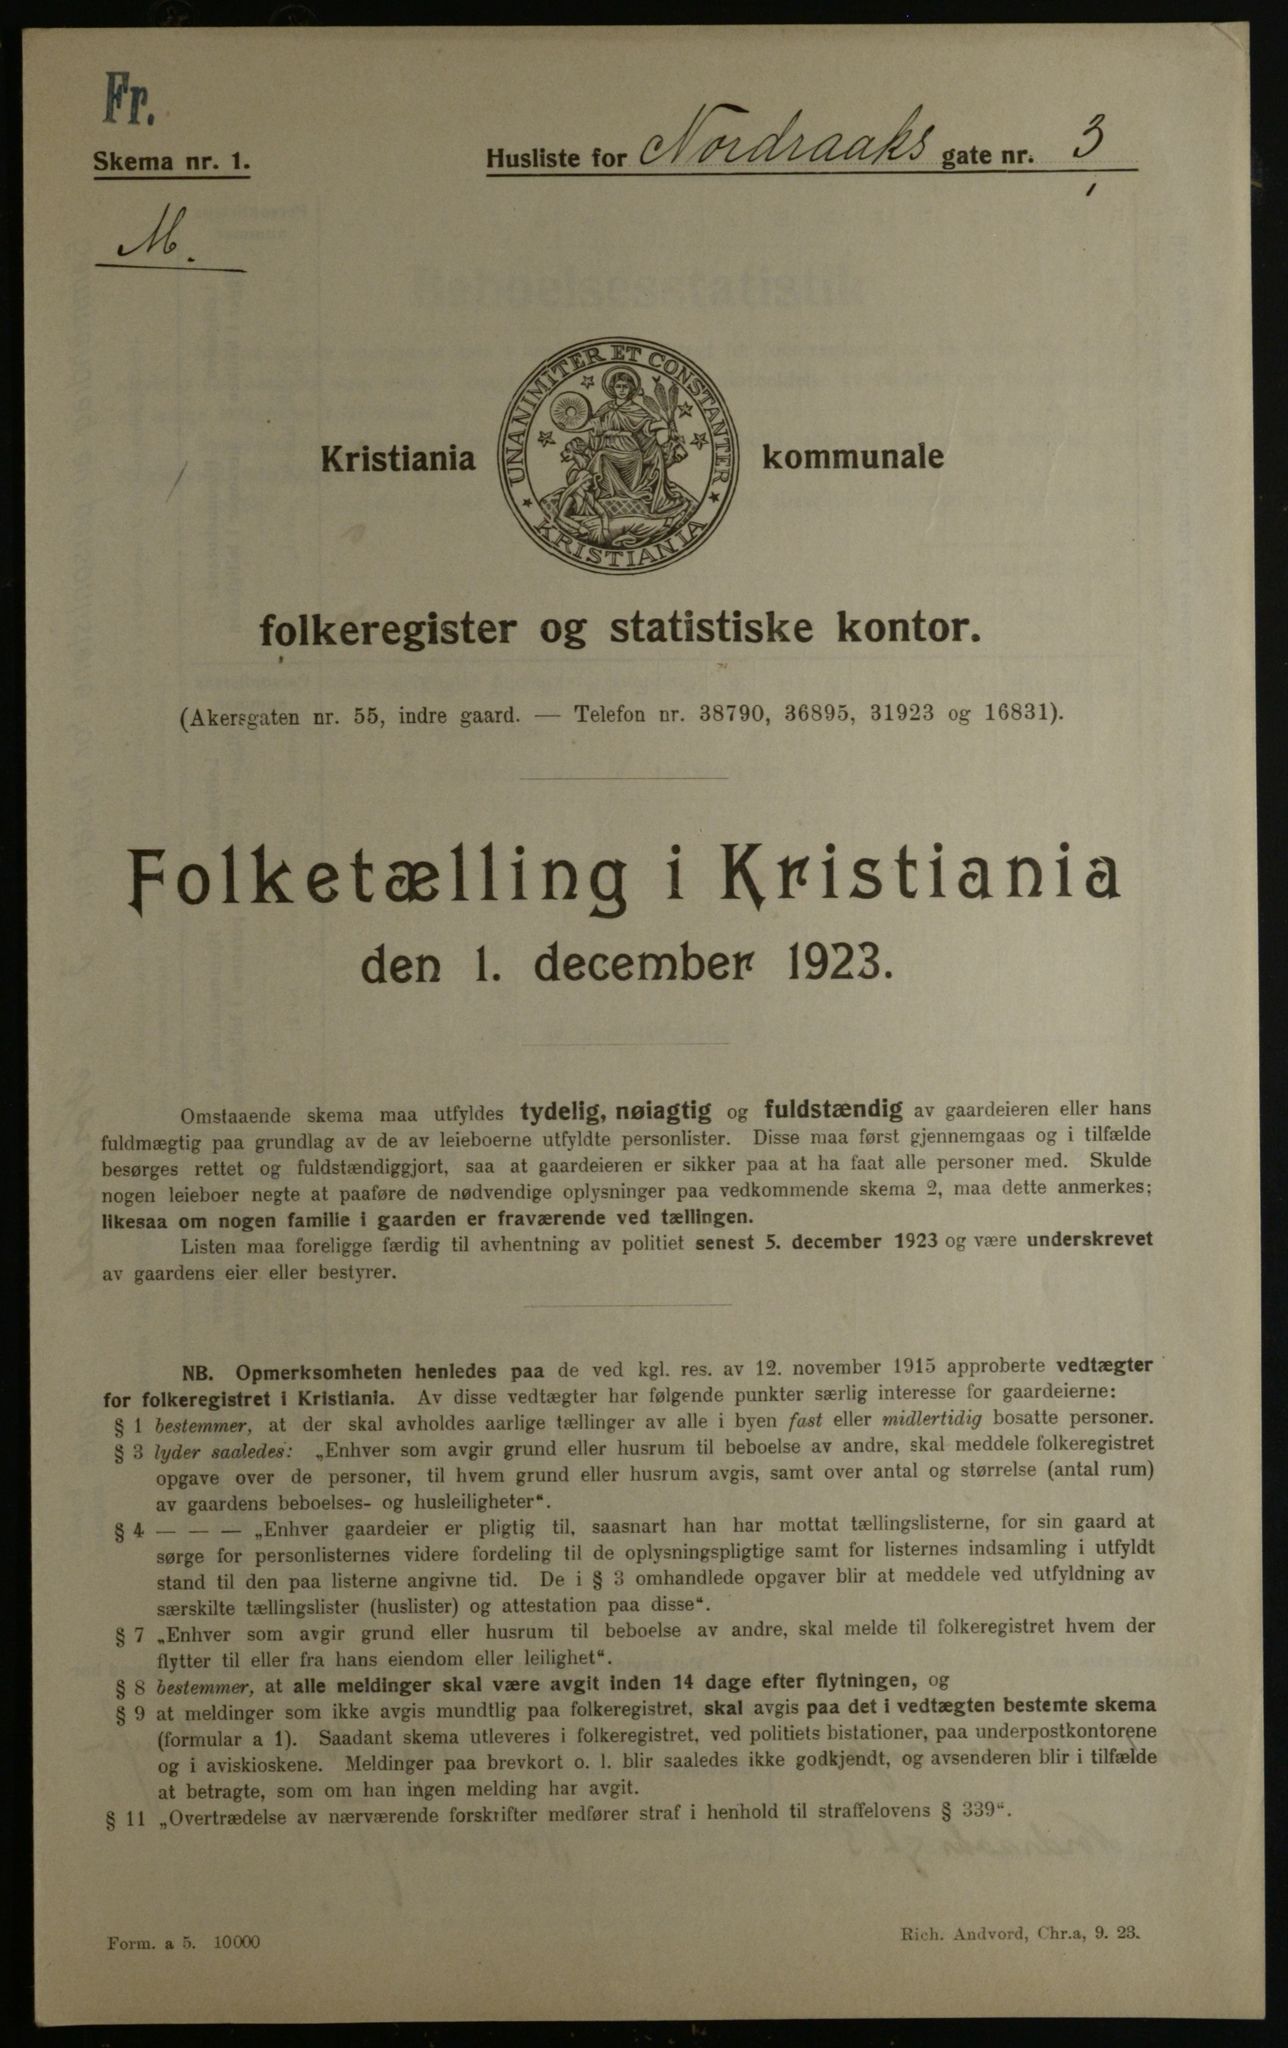 Fr.
Skema nr. 1.
Husliste for Nordraaks gate nr. 3
M.
UNANIMITER ET CONSTANTER
KRISTIANIA
Kristiania kommunale
folkeregister og statistiske kontor.
(Akersgaten nr. 55, indre gaard. — Telefon nr. 38790, 36895, 31923 og 16831).
Folketælling i Kristiania
den 1. december 1923.
Omstaaende skema maa utfyldes tydelig, nøiagtig og fuldstændig av gaardeieren eller hans
fuldmægtig paa grundlag av de av leieboerne utfyldte personlister. Disse maa først gjennemgaas og i tilfælde
besørges rettet og fuldstændiggjort, saa at gaardeieren er sikker paa at ha faat alle personer med. Skulde
nogen leieboer negte at paaføre de nødvendige oplysninger paa vedkommende skema 2, maa dette anmerkes;
likesaa om nogen familie i gaarden er fraværende ved tællingen.
Listen maa foreligge færdig til avhentning av politiet senest 5. december 1923 og være underskrevet
av gaardens eier eller bestyrer.
NB. Opmerksomheten henledes paa de ved kgl. res. av 12. november 1915 approberte vedtægter
for folkeregistret i Kristiania. Av disse vedtægter har følgende punkter særlig interesse for gaardeierne:
§ 1 bestemmer, at der skal avholdes aarlige tællinger av alle i byen fast eller midlertidig bosatte personer.
§ 3 lyder saaledes: „Enhver som avgir grund eller husrum til beboelse av andre, skal meddele folkeregistret
opgave over de personer, til hvem grund eller husrum avgis, samt over antal og størrelse (antal rum)
av gaardens beboelses- og husleiligheter“.
§ 4 — — — „Enhver gaardeier er pligtig til, saasnart han har mottat tællingslisterne, for sin gaard at
sørge for personlisternes videre fordeling til de oplysningspligtige samt for listernes indsamling i utfyldt
stand til den paa listerne angivne tid. De i § 3 omhandlede opgaver blir at meddele ved utfyldning av
særskilte tællingslister (huslister) og attestation paa disse“.
§ 7 „Enhver som avgir grund eller husrum til beboelse av andre, skal melde til folkeregistret hvem der
flytter til eller fra hans eiendom eller leilighet“.
§ 8 bestemmer, at alle meldinger skal være avgit inden 14 dage efter flytningen, og
§ 9 at meldinger som ikke avgis mundtlig paa folkeregistret, skal avgis paa det i vedtægten bestemte skema
(formular a 1). Saadant skema utleveres i folkeregistret, ved politiets bistationer, paa underpostkontorene
og i aviskioskene. Meldinger paa brevkort o. l. blir saaledes ikke godkjendt, og avsenderen blir i tilfælde
at betragte, som om han ingen melding har avgit.
§ 11 „Overtrædelse av nærværende forskrifter medfører straf i henhold til straffelovens § 339“.
Form. a 5. 10000
Rich. Andvord, Chr.a, 9. 23.